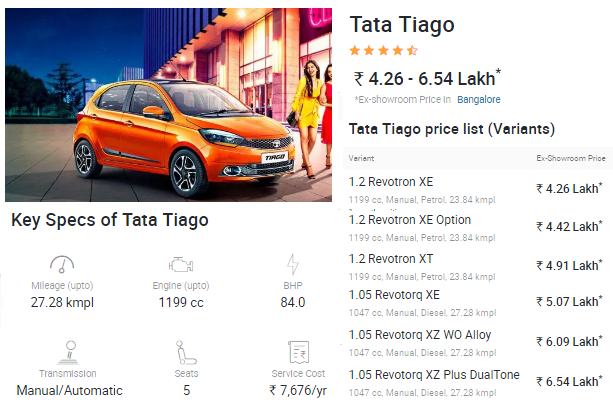 TIAGO
Key Specs of Tata Tiago
Mileage (upto)
27.28 kmpl
Engine (upto)
1199 cc
BHP
84.0
Transmission
Manual/Automatic
Seats
5
Service Cost
₹ 7,676/yr
Tata Tiago
₹ 4.26 - 6.54 Lakh*
*Ex-showroom Price in Bangalore
Tata Tiago price list (Variants)
Variant Ex-Showroom Price
1.2 Revotron XE ₹ 4.26 Lakh*
1199 cc, Manual, Petrol, 23.84 kmpl
1.2 Revotron XE Option ₹ 4.42 Lakh*
1199 cc, Manual, Petrol, 23.84 kmpl
1.2 Revotron XT ₹ 4.91 Lakh*
1199 cc, Manual, Petrol, 23.84 kmpl
1.05 Revotorq XE ₹ 5.07 Lakh*
1047 cc, Manual, Diesel, 27.28 kmpl
1.05 Revotorq XZ WO Alloy ₹ 6.09 Lakh*
1047 cc, Manual, Diesel, 27.28 kmpl
1.05 Revotorq XZ Plus DualTone ₹ 6.54 Lakh*
1047 cc, Manual, Diesel, 27.28 kmpl